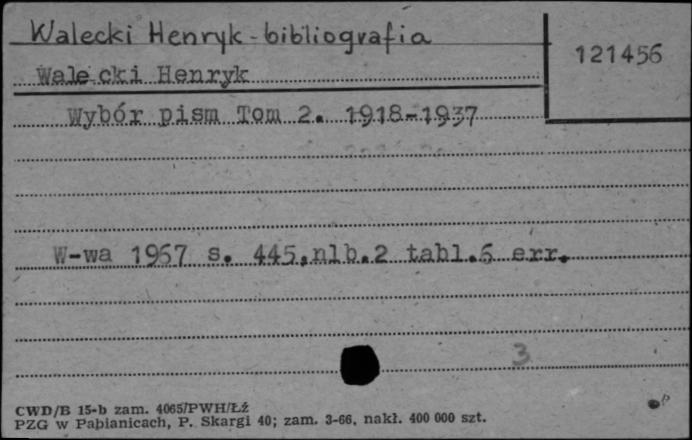 Walecki Henryk - bibliografia
121456
Walecki Henryk
Wybór pism Tom 2. 1918-1937
W-wa 1967 s. 445,nlb.2 tabl.6 err.
3
CWD/B 15-b zam. 4065/PWH/Łź
PZG w Pabianicach, P. Skargi 40; zam. 3-66, nakł. 400 000 szt.